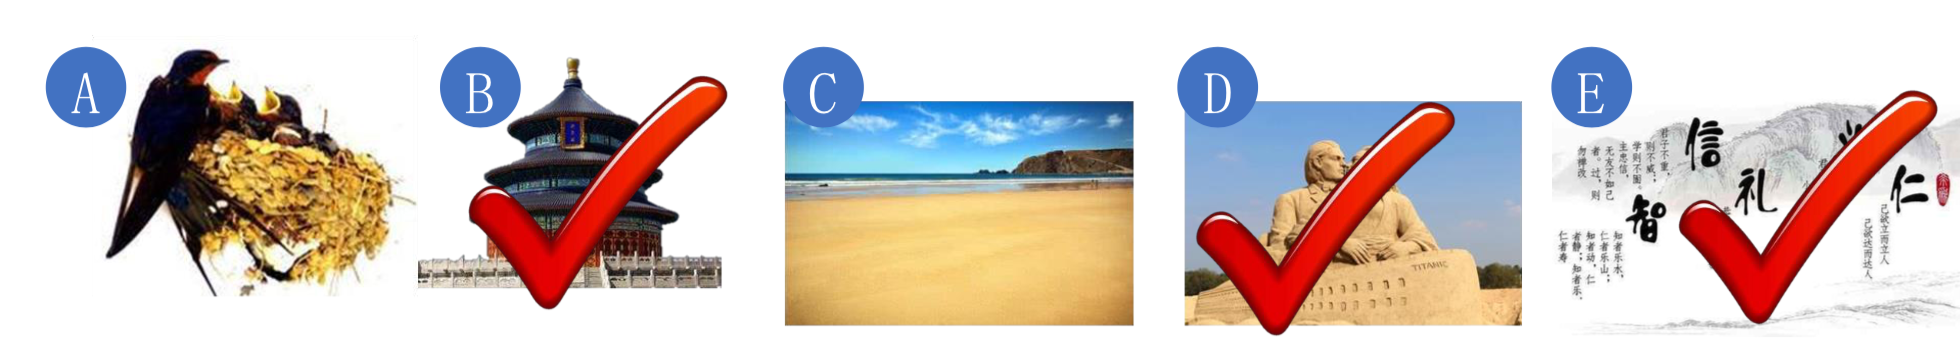 A
B
C
D
TITANIC
E
信
君子不重，
则不威，
学则不固。
主忠信，
无友不如己
者。过，则
勿惮改
礼
仁
己欲立而立人
己欲达而达人
智
知者乐水，
仁者乐山；
知者动，仁
者静；知者乐，
仁者寿